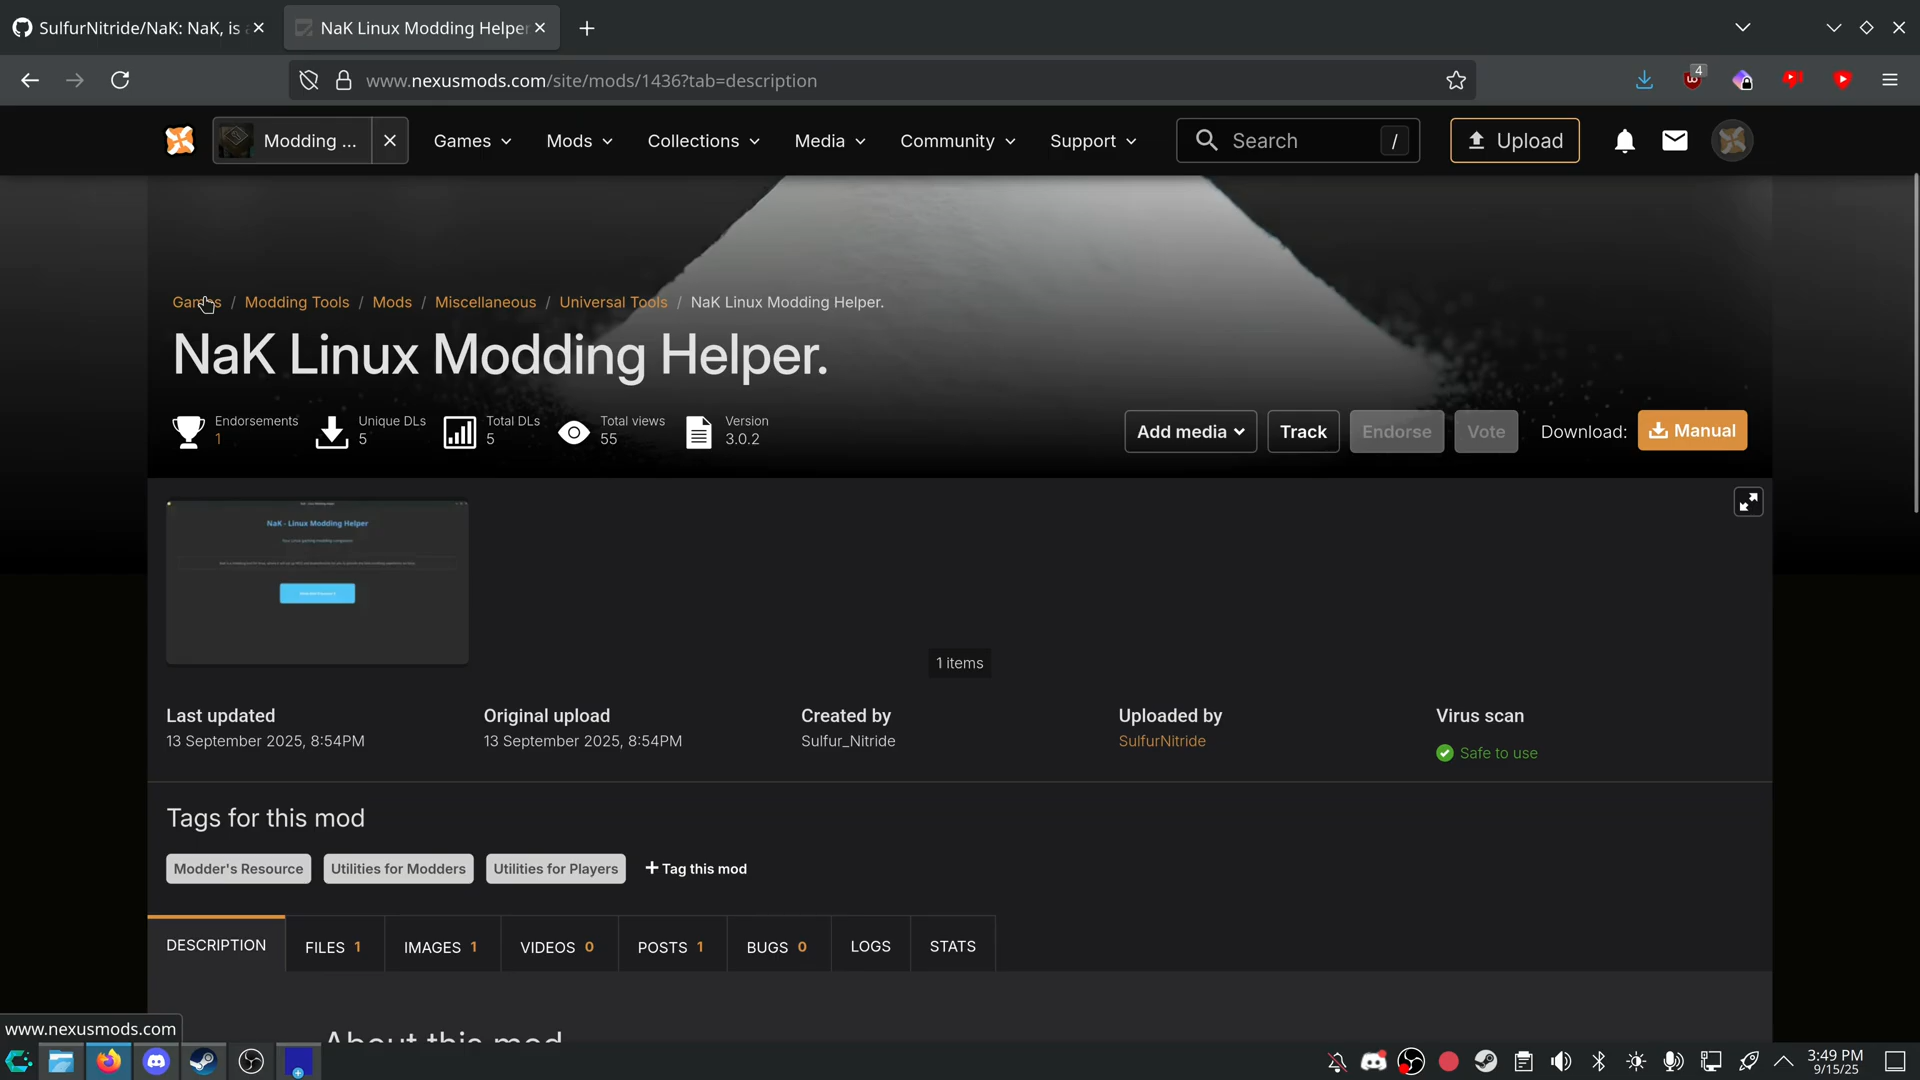 SulfurNitride/NaK: NaK, is a
NaK Linux Modding Helper
www.nexusmods.com/site/mods/1436?tab=description
4
Modding ...
Games
Mods
Collections
Media
Community
Support
Search
/
Upload
Games / Modding Tools / Mods / Miscellaneous / Universal Tools / NaK Linux Modding Helper.
NaK Linux Modding Helper.
Endorsements
1
Unique DLs
5
Total DLs
5
Total views
55
Version
3.0.2
Add media
Track
Endorse
Vote
Download:
Manual
NaK - Linux Modding Helper
1 items
Last updated
13 September 2025, 8:54PM
Original upload
13 September 2025, 8:54PM
Created by
Sulfur_Nitride
Uploaded by
SulfurNitride
Virus scan
Safe to use
Tags for this mod
Modder's Resource
Utilities for Modders
Utilities for Players
+ Tag this mod
DESCRIPTION
FILES 1
IMAGES 1
VIDEOS 0
POSTS 1
BUGS 0
LOGS
STATS
About this mod
www.nexusmods.com
3:49 PM
9/15/25